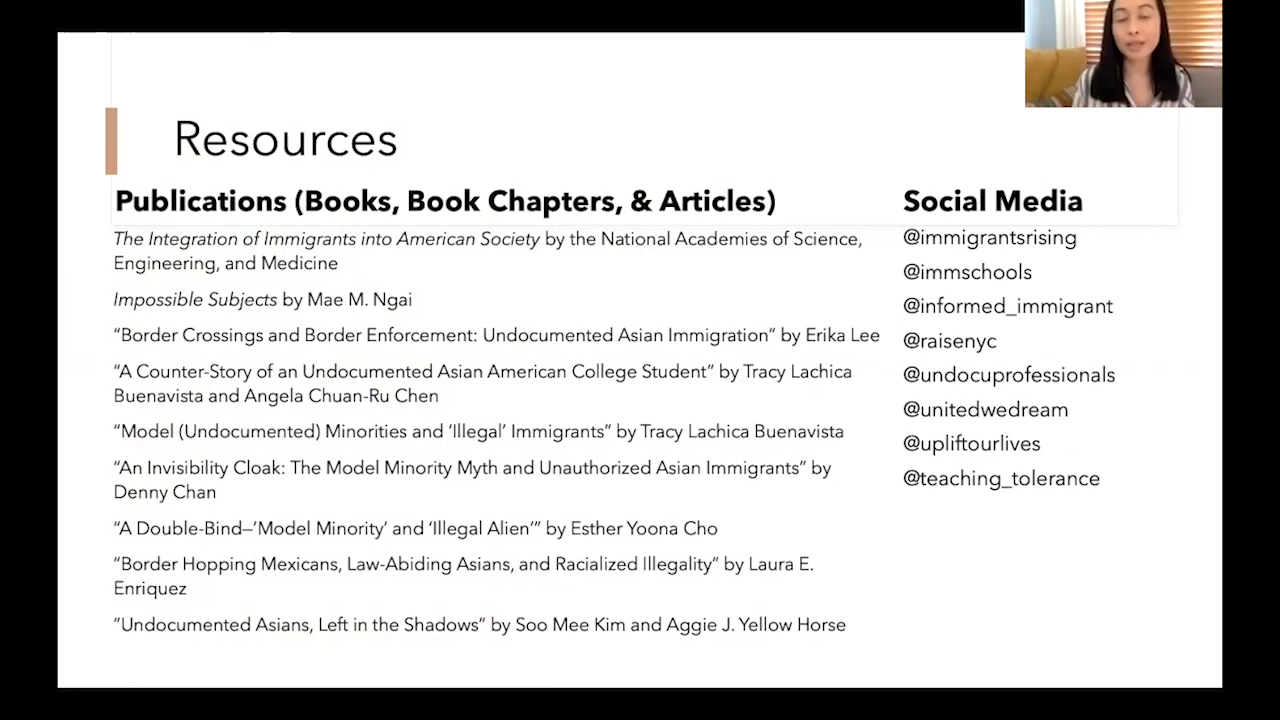 Resources
Publications (Books, Book Chapters, & Articles)
The Integration of Immigrants into American Society by the National Academies of Science,
Engineering, and Medicine
Impossible Subjects by Mae M. Ngai
“Border Crossings and Border Enforcement: Undocumented Asian Immigration” by Erika Lee
“A Counter-Story of an Undocumented Asian American College Student” by Tracy Lachica
Buenavista and Angela Chuan-Ru Chen
“Model (Undocumented) Minorities and ‘Illegal’ Immigrants” by Tracy Lachica Buenavista
“An Invisibility Cloak: The Model Minority Myth and Unauthorized Asian Immigrants” by
Denny Chan
“A Double-Bind—‘Model Minority’ and ‘Illegal Alien’” by Esther Yoona Cho
“Border Hopping Mexicans, Law-Abiding Asians, and Racialized Illegality” by Laura E.
Enriquez
“Undocumented Asians, Left in the Shadows” by Soo Mee Kim and Aggie J. Yellow Horse
Social Media
@immigrantsrising
@immschools
@informed_immigrant
@raisenyc
@undocuprofessionals
@unitedwedream
@upliftourlives
@teaching_tolerance